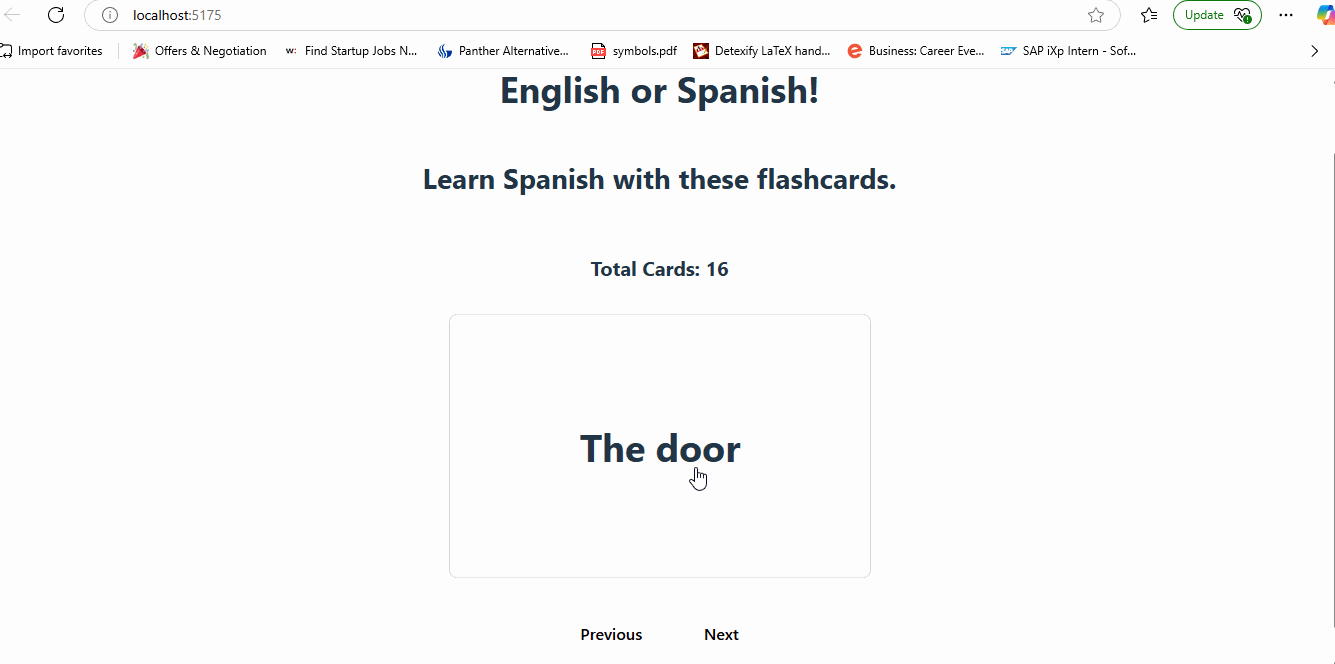 localhost:5175
Update
Import favorites
Offers & Negotiation
w: Find Startup Jobs N...
Panther Alternative...
PDF symbols.pdf
Detexify LaTeX hand...
Business: Career Eve...
SAP SAP iXp Intern - Sof...
English or Spanish!
Learn Spanish with these flashcards.
Total Cards: 16
The door
Previous
Next